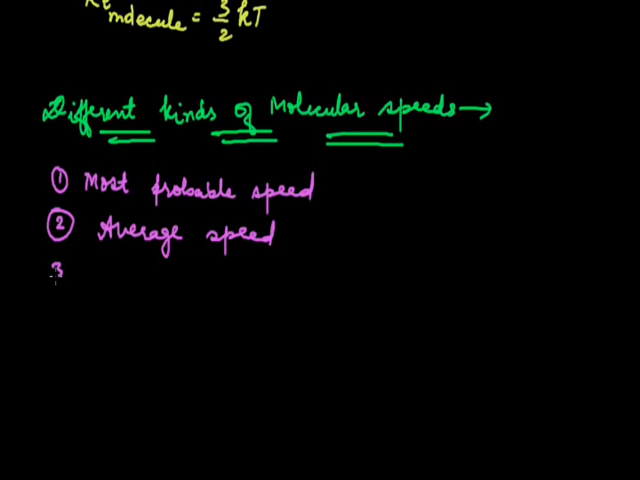 KE molecule = 3/2 kT
Different kinds of Molecular speeds →
① Most probable speed
② Average speed
3